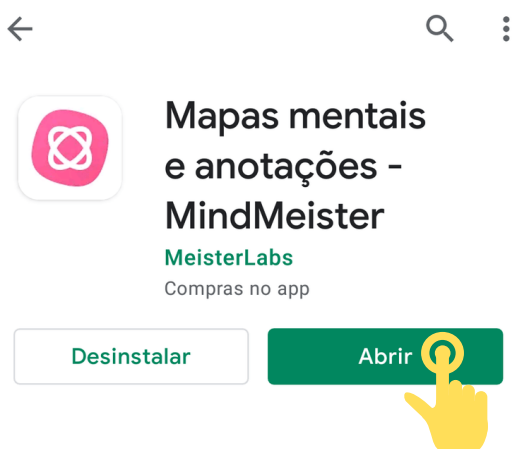 Mapas mentais
e anotações -
MindMeister
MeisterLabs
Compras no app
Desinstalar
Abrir